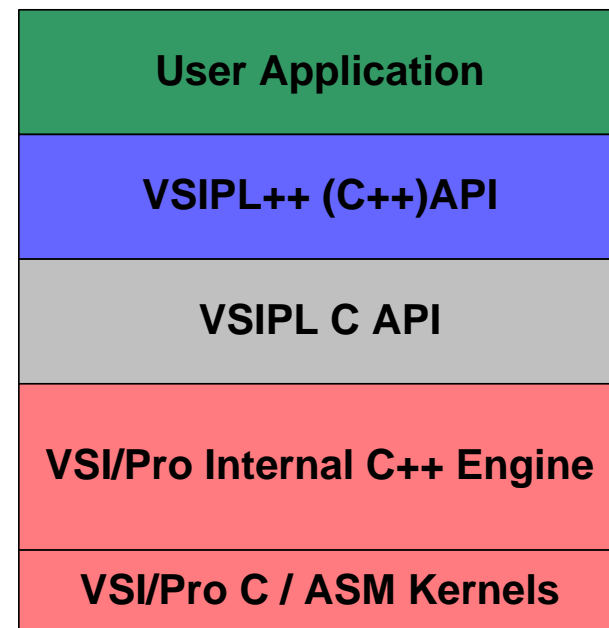 User Application
VSIPL++ (C++)API
VSIPL C API
VSI/Pro Internal C++ Engine
VSI/Pro C / ASM Kernels